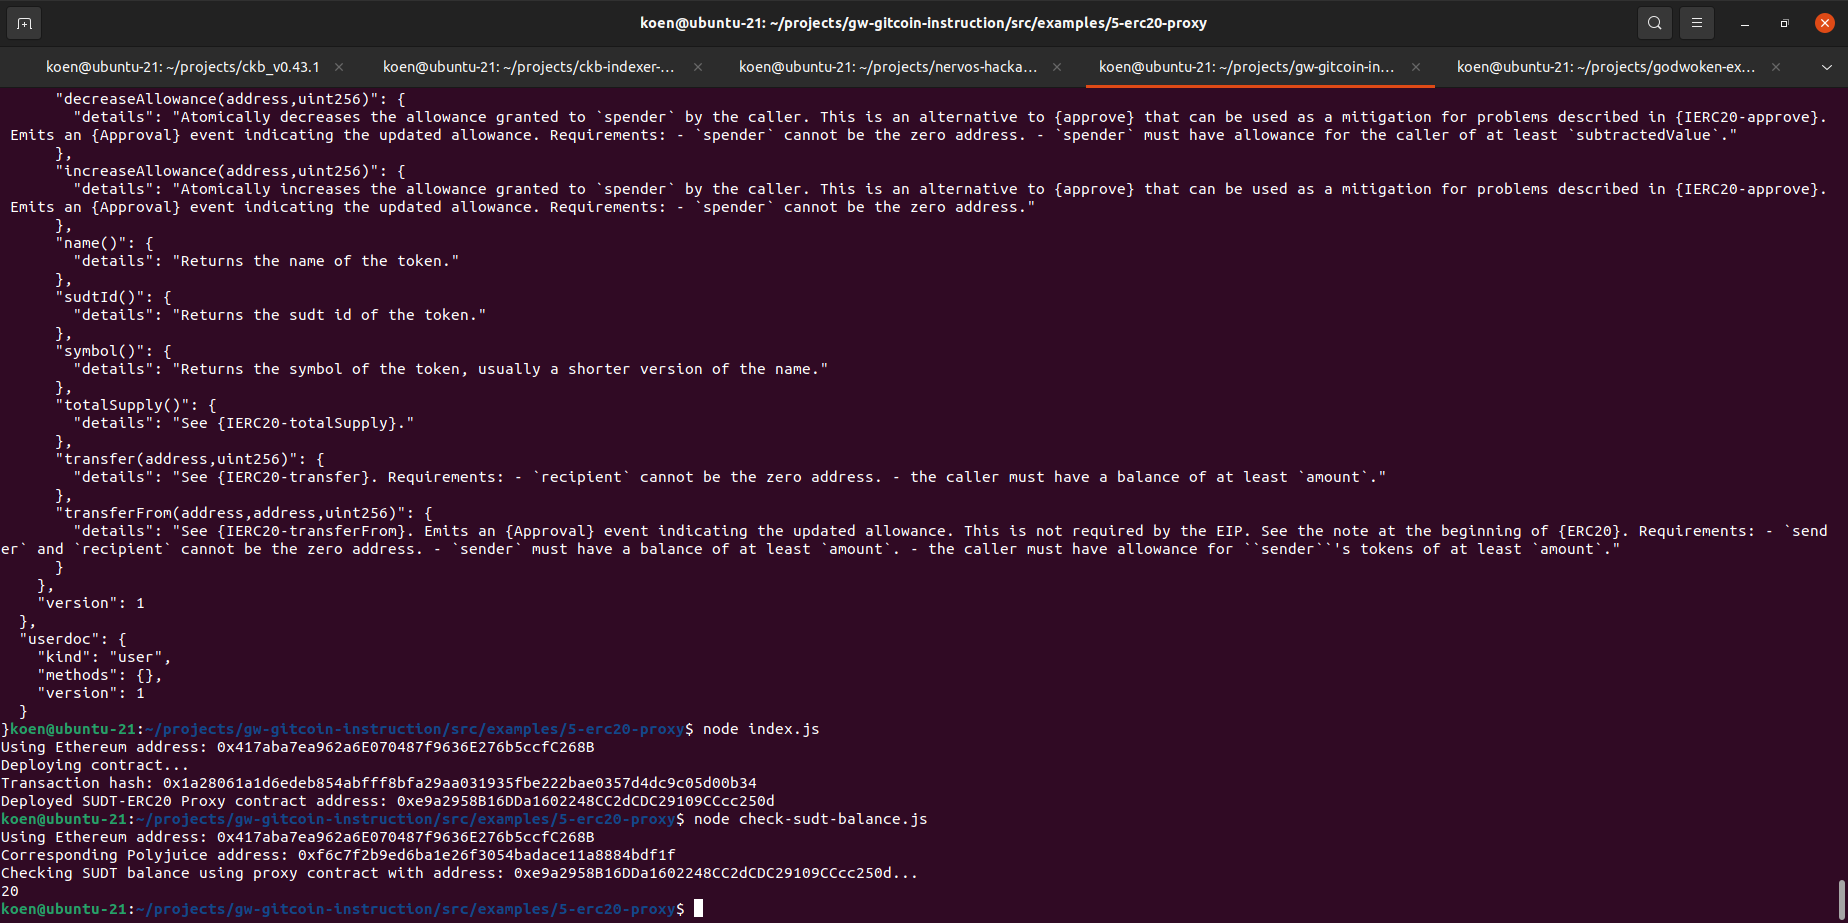 koen@ubuntu-21: ~/projects/gw-gitcoin-instruction/src/examples/5-erc20-proxy
koen@ubuntu-21: ~/projects/ckb_v0.43.1 koen@ubuntu-21: ~/projects/ckb-indexer-... koen@ubuntu-21: ~/projects/nervos-hacka... koen@ubuntu-21: ~/projects/gw-gitcoin-in... koen@ubuntu-21: ~/projects/godwoken-ex...
      "decreaseAllowance(address,uint256)": {
        "details": "Atomically decreases the allowance granted to `spender` by the caller. This is an alternative to {approve} that can be used as a mitigation for problems described in {IERC20-approve}.
 Emits an {Approval} event indicating the updated allowance. Requirements: - `spender` cannot be the zero address. - `spender` must have allowance for the caller of at least `subtractedValue`."
      },
      "increaseAllowance(address,uint256)": {
        "details": "Atomically increases the allowance granted to `spender` by the caller. This is an alternative to {approve} that can be used as a mitigation for problems described in {IERC20-approve}.
 Emits an {Approval} event indicating the updated allowance. Requirements: - `spender` cannot be the zero address."
      },
      "name()": {
        "details": "Returns the name of the token."
      },
      "sudtId()": {
        "details": "Returns the sudt id of the token."
      },
      "symbol()": {
        "details": "Returns the symbol of the token, usually a shorter version of the name."
      },
      "totalSupply()": {
        "details": "See {IERC20-totalSupply}."
      },
      "transfer(address,uint256)": {
        "details": "See {IERC20-transfer}. Requirements: - `recipient` cannot be the zero address. - the caller must have a balance of at least `amount`."
      },
      "transferFrom(address,address,uint256)": {
        "details": "See {IERC20-transferFrom}. Emits an {Approval} event indicating the updated allowance. This is not required by the EIP. See the note at the beginning of {ERC20}. Requirements: - `send
er` and `recipient` cannot be the zero address. - `sender` must have a balance of at least `amount`. - the caller must have allowance for ``sender``'s tokens of at least `amount`."
      }
    },
    "version": 1
  },
  "userdoc": {
    "kind": "user",
    "methods": {},
    "version": 1
  }
}koen@ubuntu-21:~/projects/gw-gitcoin-instruction/src/examples/5-erc20-proxy$ node index.js
Using Ethereum address: 0x417aba7ea962a6E070487f9636E276b5ccfC268B
Deploying contract...
Transaction hash: 0x1a28061a1d6edeb854abfff8bfa29aa031935fbe222bae0357d4dc9c05d00b34
Deployed SUDT-ERC20 Proxy contract address: 0xe9a2958B16DDa1602248CC2dCDC29109CCcc250d
koen@ubuntu-21:~/projects/gw-gitcoin-instruction/src/examples/5-erc20-proxy$ node check-sudt-balance.js
Using Ethereum address: 0x417aba7ea962a6E070487f9636E276b5ccfC268B
Corresponding Polyjuice address: 0xf6c7f2b9ed6ba1e26f3054badace11a8884bdf1f
Checking SUDT balance using proxy contract with address: 0xe9a2958B16DDa1602248CC2dCDC29109CCcc250d...
20
koen@ubuntu-21:~/projects/gw-gitcoin-instruction/src/examples/5-erc20-proxy$